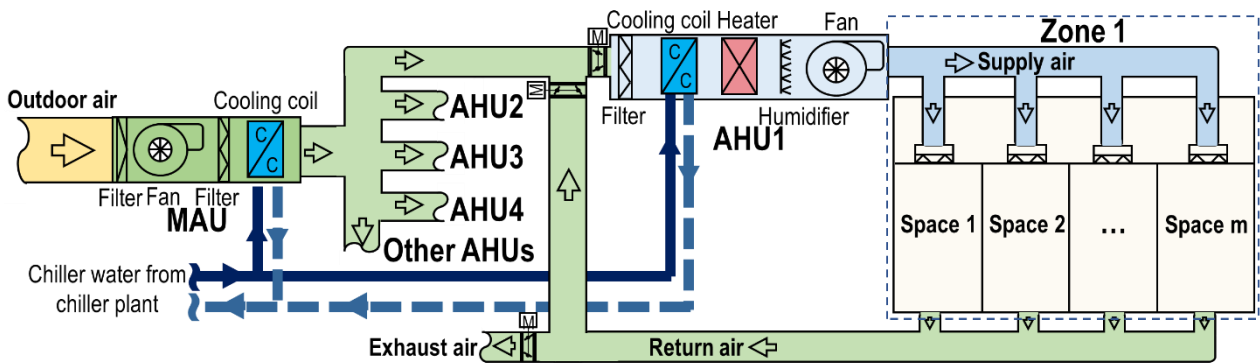 Cooling coil Heater
Fan
Zone 1
M
Supply air
Outdoor air
Cooling coil
C
C
M
AHU2
Filter
Humidifier
AHU1
C
C
AHU3
Filter Fan Filter
MAU
AHU4
Space 1
Space 2
...
Space m
Other AHUs
Chiller water from
chiller plant
M
Exhaust air
Return air